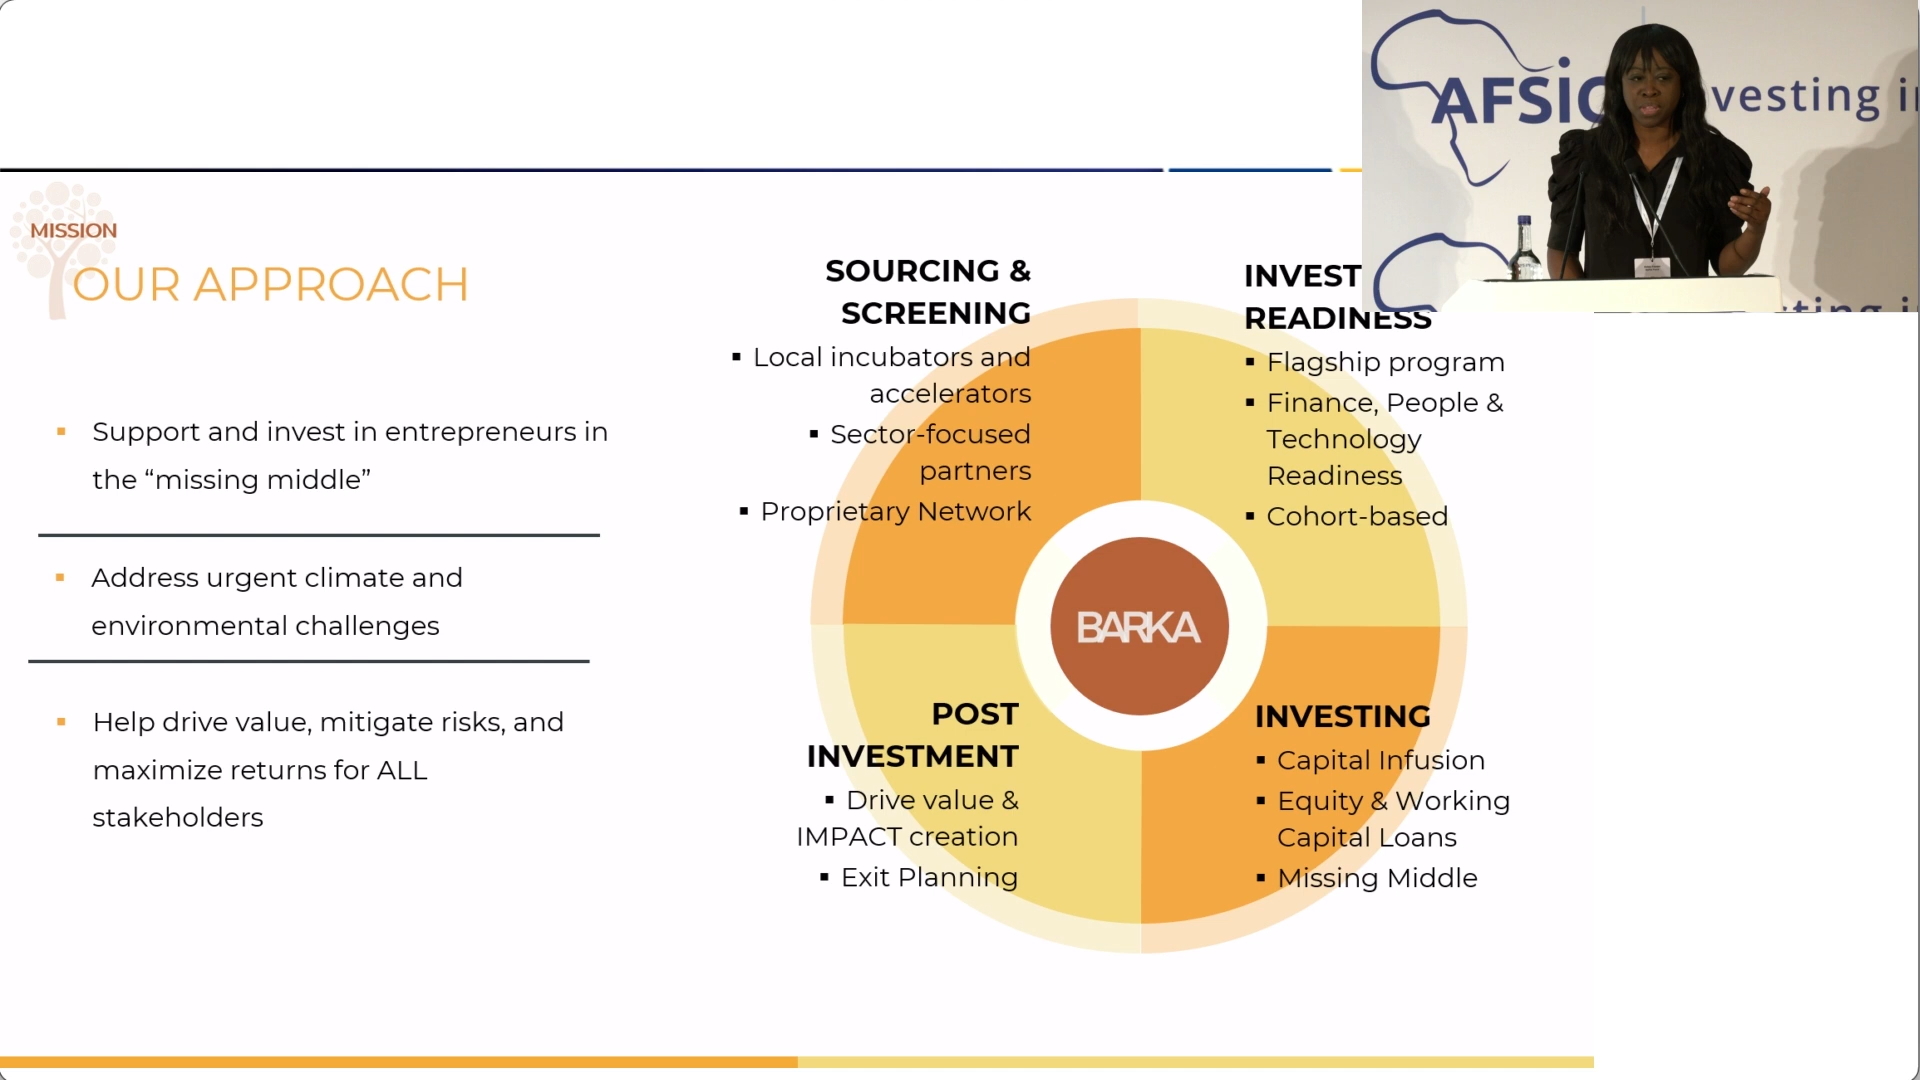 MISSION
OUR APPROACH
Support and invest in entrepreneurs in
the “missing middle”
Address urgent climate and
environmental challenges
Help drive value, mitigate risks, and
maximize returns for ALL
stakeholders
SOURCING &
SCREENING
Local incubators and
accelerators
Sector-focused
partners
Proprietary Network
INVEST
READINESS
Flagship program
Finance, People &
Technology
Readiness
Cohort-based
BARKA
POST
INVESTMENT
Drive value &
IMPACT creation
Exit Planning
INVESTING
Capital Infusion
Equity & Working
Capital Loans
Missing Middle
AFSIC vesting i
ting i